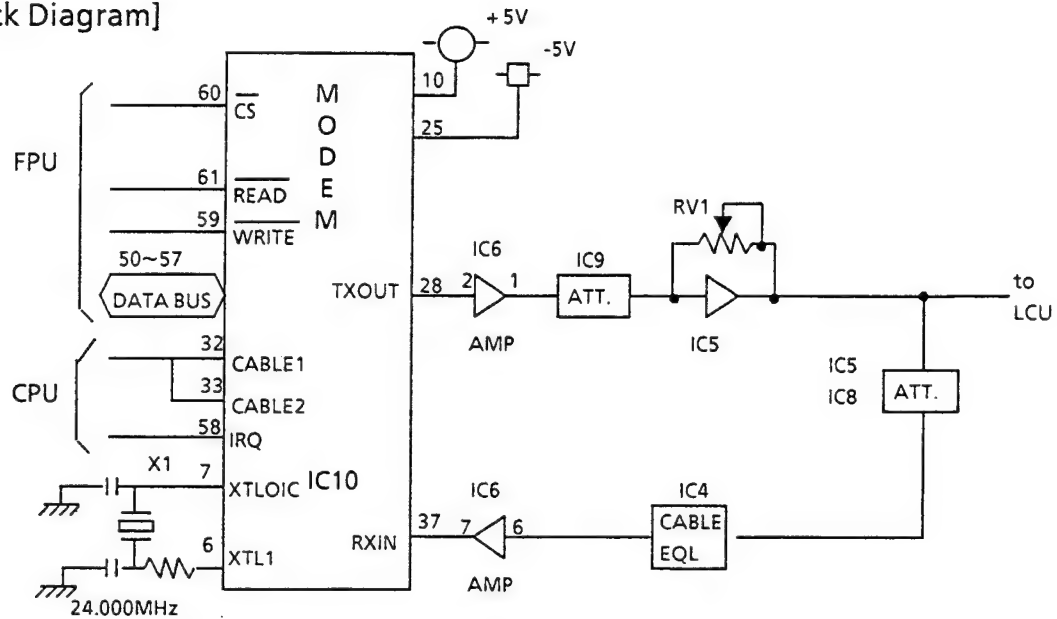 ck Diagram]
+5V
-5V
10
25
60
CS
MODEM
FPU
61
READ
59
WRITE
50~57
DATA BUS
TXOUT
28
2
IC6
1
AMP
IC9
ATT.
RV1
IC5
to
LCU
CPU
32
CABLE1
33
CABLE2
58
IRQ
IC5
IC8
ATT.
X1
7
XTLOIC
IC10
6
XTL1
24.000MHz
RXIN
37
7
IC6
6
AMP
IC4
CABLE
EQL